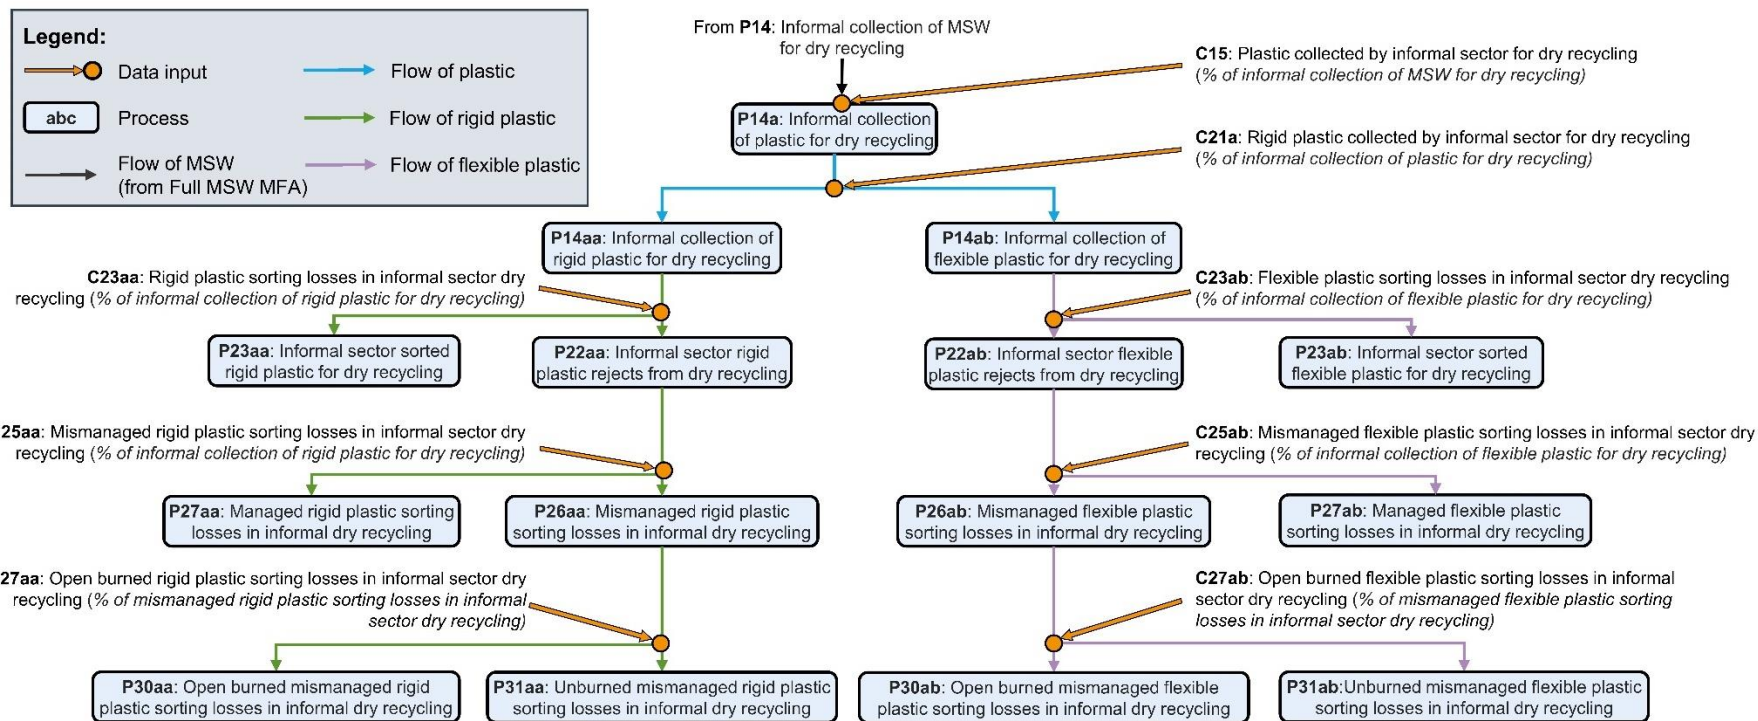 Legend:
Data input
Flow of plastic
abc
Process
Flow of rigid plastic
Flow of MSW
(from Full MSW MFA)
Flow of flexible plastic
From P14: Informal collection of MSW
for dry recycling
C15: Plastic collected by informal sector for dry recycling
(% of informal collection of MSW for dry recycling)
P14a: Informal collection
of plastic for dry recycling
C21a: Rigid plastic collected by informal sector for dry recycling
(% of informal collection of plastic for dry recycling)
P14aa: Informal collection of
rigid plastic for dry recycling
P14ab: Informal collection of
flexible plastic for dry recycling
C23aa: Rigid plastic sorting losses in informal sector dry
recycling (% of informal collection of rigid plastic for dry recycling)
C23ab: Flexible plastic sorting losses in informal sector dry recycling
(% of informal collection of flexible plastic for dry recycling)
P23aa: Informal sector sorted
rigid plastic for dry recycling
P22aa: Informal sector rigid
plastic rejects from dry recycling
P22ab: Informal sector flexible
plastic rejects from dry recycling
P23ab: Informal sector sorted
flexible plastic for dry recycling
25aa: Mismanaged rigid plastic sorting losses in informal sector dry
recycling (% of informal collection of rigid plastic for dry recycling)
C25ab: Mismanaged flexible plastic sorting losses in informal sector dry
recycling (% of informal collection of flexible plastic for dry recycling)
P27aa: Managed rigid plastic sorting
losses in informal dry recycling
P26aa: Mismanaged rigid plastic
sorting losses in informal dry recycling
P26ab: Mismanaged flexible plastic
sorting losses in informal dry recycling
P27ab: Managed flexible plastic
sorting losses in informal dry recycling
27aa: Open burned rigid plastic sorting losses in informal sector dry
recycling (% of mismanaged rigid plastic sorting losses in informal
sector dry recycling)
C27ab: Open burned flexible plastic sorting losses in informal
sector dry recycling (% of mismanaged flexible plastic sorting
losses in informal sector dry recycling)
P30aa: Open burned mismanaged rigid
plastic sorting losses in informal dry recycling
P31aa: Unburned mismanaged rigid plastic
sorting losses in informal dry recycling
P30ab: Open burned mismanaged flexible
plastic sorting losses in informal dry recycling
P31ab:Unburned mismanaged flexible plastic
sorting losses in informal dry recycling